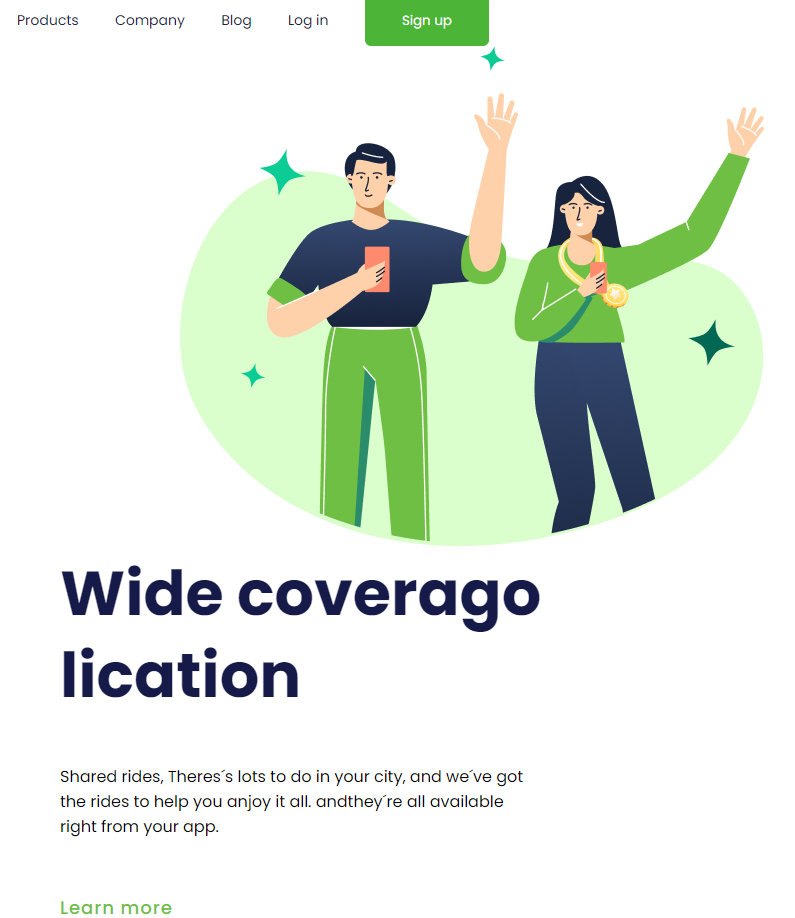 Products Company Blog Log in Sign up
Wide coverago
lication
Shared rides, Theres´s lots to do in your city, and we´ve got
the rides to help you anjoy it all. andthey´re all available
right from your app.
Learn more